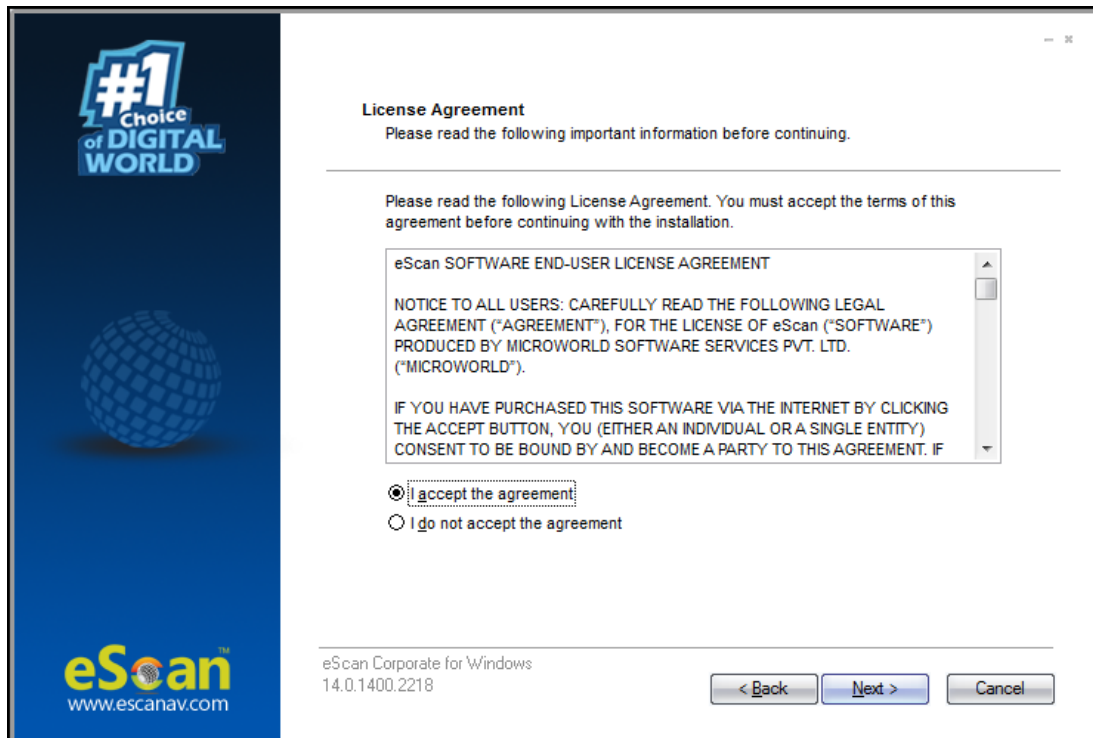 #1
Choice
of DIGITAL
WORLD
License Agreement
Please read the following important information before continuing.
Please read the following License Agreement. You must accept the terms of this
agreement before continuing with the installation.
eScan SOFTWARE END-USER LICENSE AGREEMENT
NOTICE TO ALL USERS: CAREFULLY READ THE FOLLOWING LEGAL
AGREEMENT (“AGREEMENT”), FOR THE LICENSE OF eScan (“SOFTWARE”)
PRODUCED BY MICROWORLD SOFTWARE SERVICES PVT. LTD.
(“MICROWORLD”).
IF YOU HAVE PURCHASED THIS SOFTWARE VIA THE INTERNET BY CLICKING
THE ACCEPT BUTTON, YOU (EITHER AN INDIVIDUAL OR A SINGLE ENTITY)
CONSENT TO BE BOUND BY AND BECOME A PARTY TO THIS AGREEMENT. IF
I accept the agreement
I do not accept the agreement
eScan™
www.escanav.com
eScan Corporate for Windows
14.0.1400.2218
< Back
Next >
Cancel